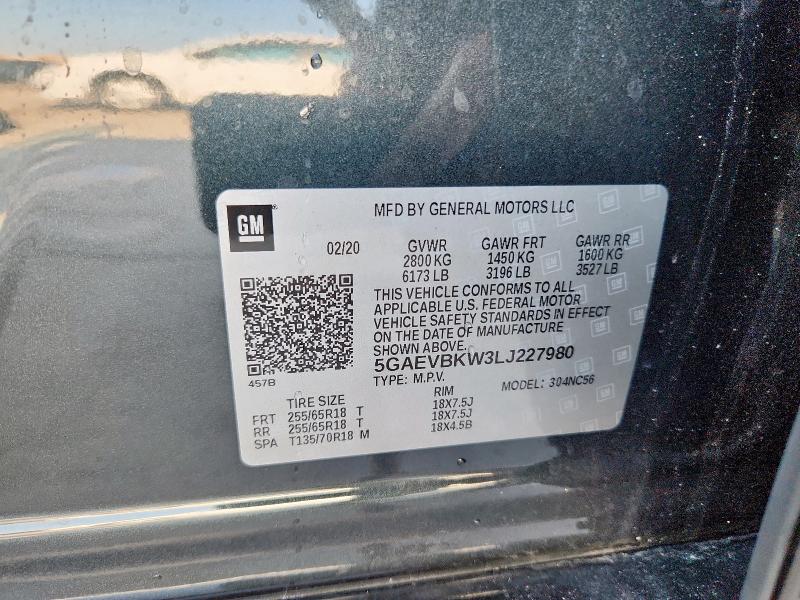 GM
MFD BY GENERAL MOTORS LLC
02/20 GVWR GAWR FRT GAWR RR
2800 KG 1450 KG 1600 KG
6173 LB 3196 LB 3527 LB
THIS VEHICLE CONFORMS TO ALL
APPLICABLE U.S. FEDERAL MOTOR
VEHICLE SAFETY STANDARDS IN EFFECT
ON THE DATE OF MANUFACTURE
SHOWN ABOVE.
5GAEVBKW3LJ227980
457B
TYPE: M.P.V. MODEL: 304NC56
TIRE SIZE RIM
FRT 255/65R18 T 18X7.5J
RR 255/65R18 T 18X7.5J
SPA T135/70R18 M 18X4.5B